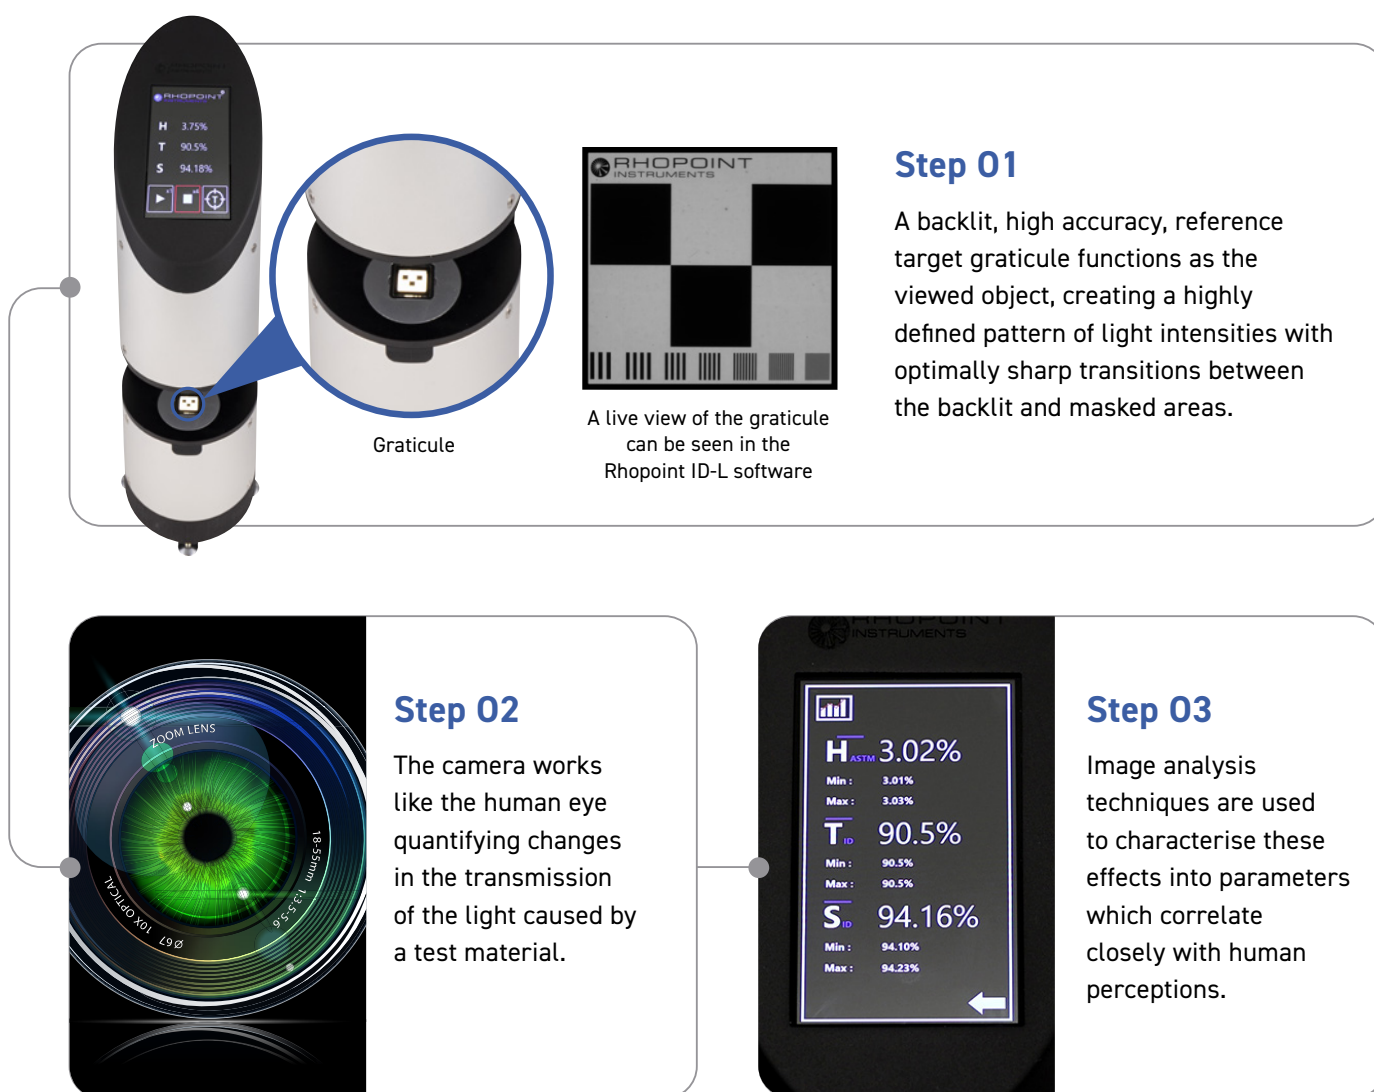 RHOPOINT
INSTRUMENTS
H 3.75%
T 90.5%
S 94.18%
Graticule
RHOPOINT
INSTRUMENTS
A live view of the graticule
can be seen in the
Rhopoint ID-L software
Step 01
A backlit, high accuracy, reference
target graticule functions as the
viewed object, creating a highly
defined pattern of light intensities with
optimally sharp transitions between
the backlit and masked areas.
ZOOM LENS
18-55mm 1:3.5-5.6
Ø67 10X OPTICAL
Step 02
The camera works
like the human eye
quantifying changes
in the transmission
of the light caused by
a test material.
RHOPOINT
INSTRUMENTS
H ASTM 3.02%
Min : 3.01%
Max : 3.03%
T ID 90.5%
Min : 90.5%
Max : 90.5%
S ID 94.16%
Min : 94.10%
Max : 94.23%
Step 03
Image analysis
techniques are used
to characterise these
effects into parameters
which correlate
closely with human
perceptions.